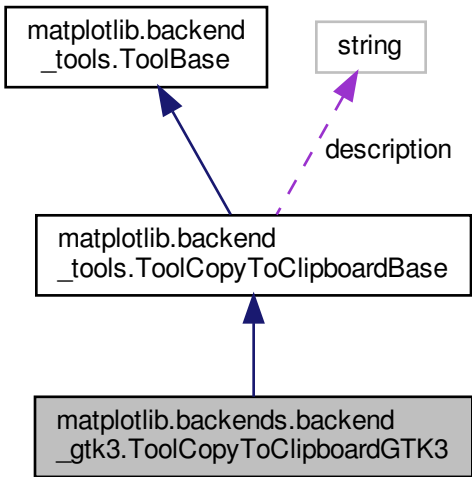 matplotlib.backend
_tools.ToolBase
string
description
matplotlib.backend
_tools.ToolCopyToClipboardBase
matplotlib.backends.backend
_gtk3.ToolCopyToClipboardGTK3